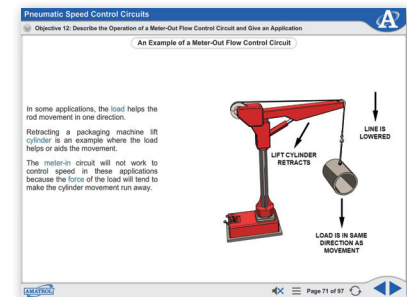 Pneumatic Speed Control Circuits
Objective 12: Describe the Operation of a Meter-Out Flow Control Circuit and Give an Application
An Example of a Meter-Out Flow Control Circuit
In some applications, the load helps the
rod movement in one direction.
Retracting a packaging machine lift
cylinder is an example where the load
helps or aids the movement.
The meter-in circuit will not work to
control speed in these applications
because the force of the load will tend to
make the cylinder movement run away.
LINE IS
LOWERED
LIFT CYLINDER
RETRACTS
LOAD IS IN SAME
DIRECTION AS
MOVEMENT
AMATROL
Page 71 of 97